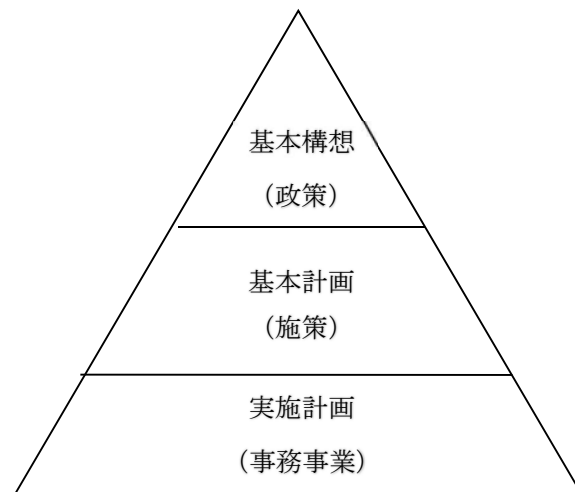 基本構想
（政策）
基本計画
（施策）
実施計画
（事務事業）